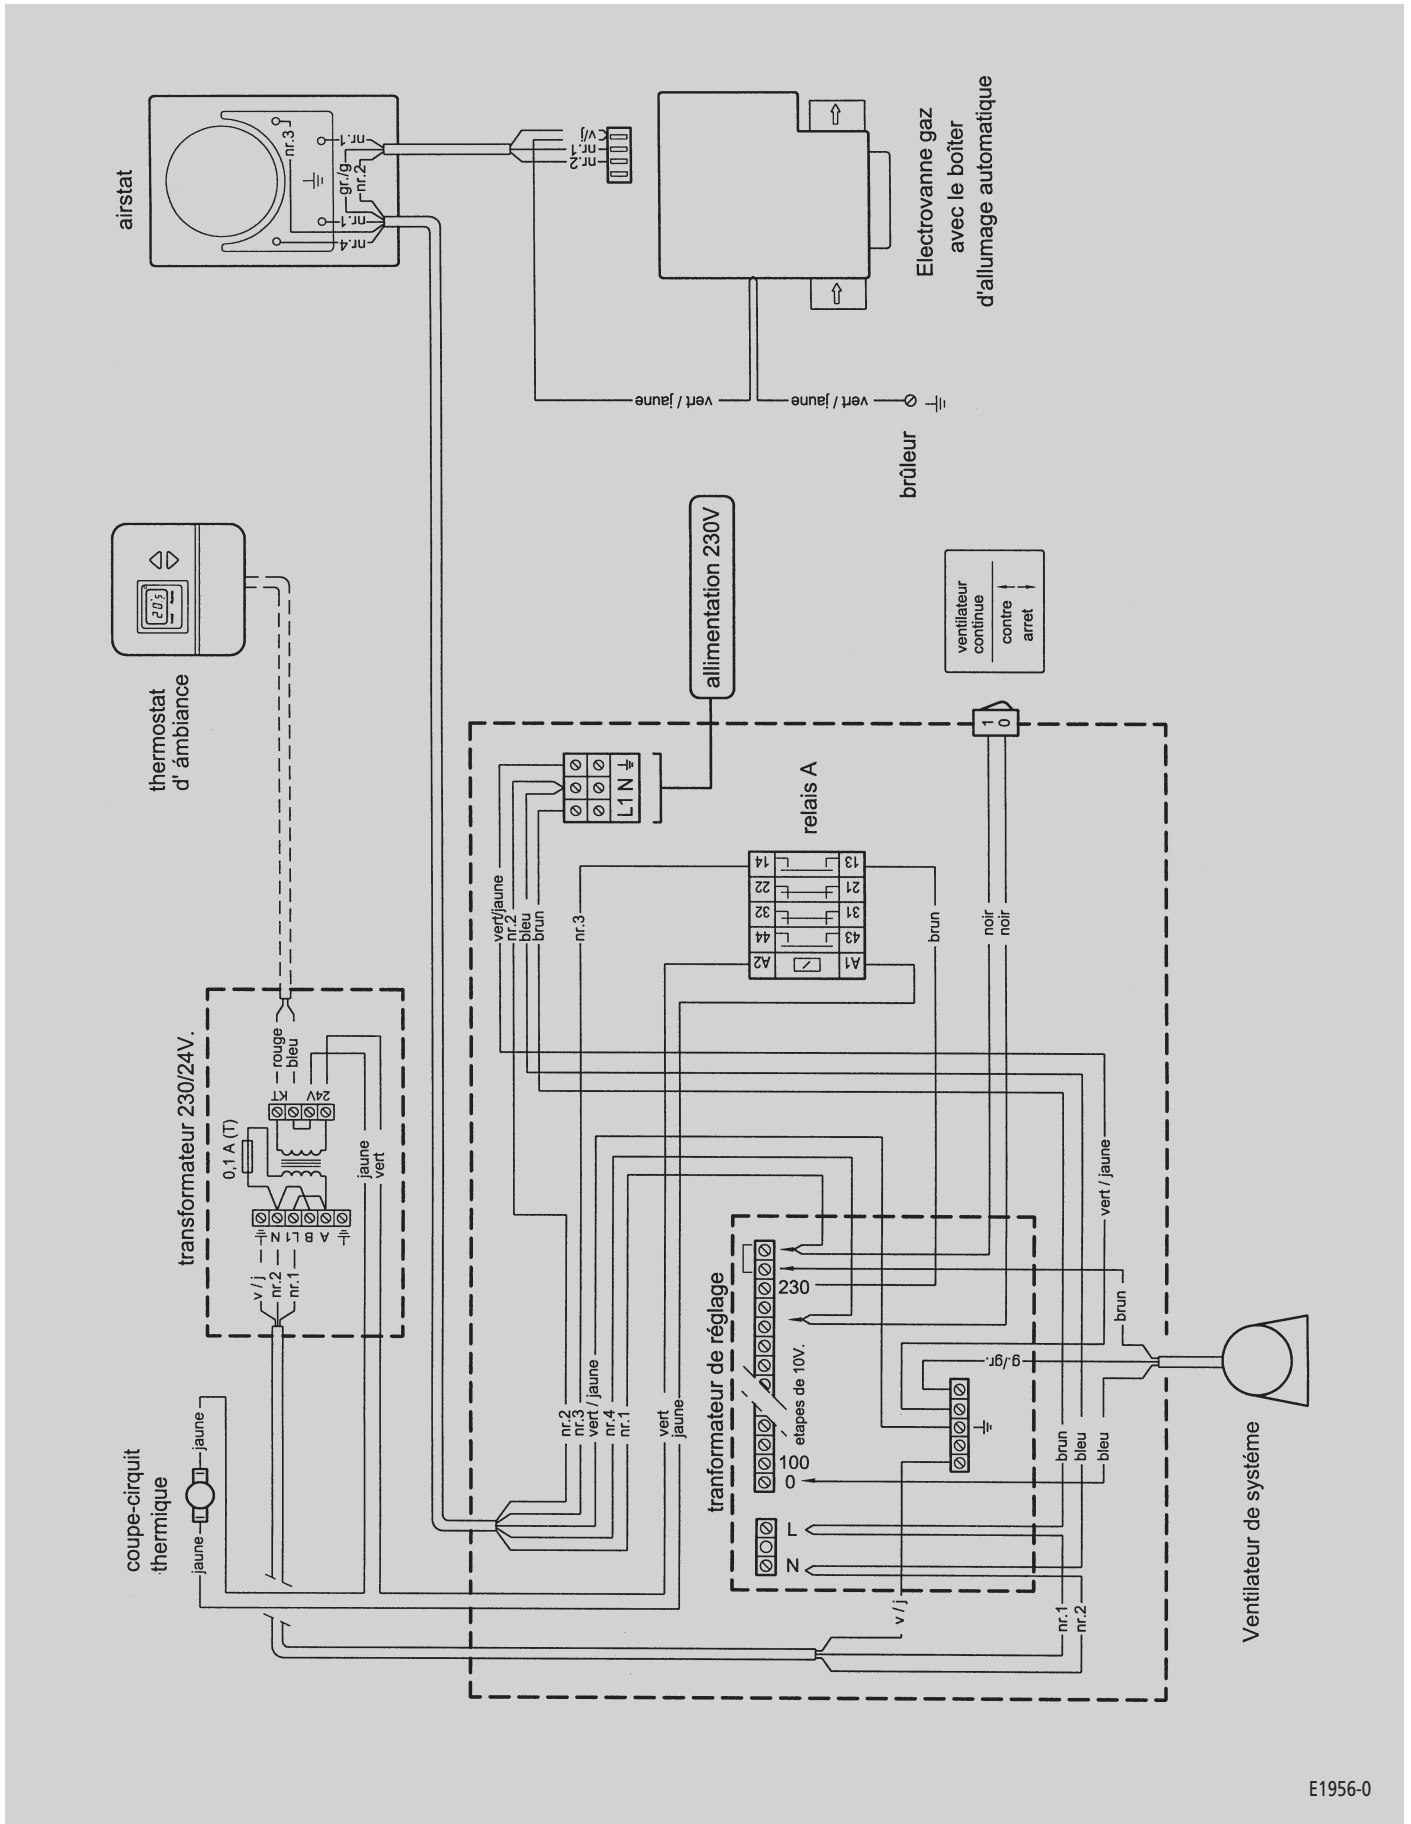 airstat
nr.3
nr.1
gr./g
nr.2
nr.1
nr.4
v/j
nr.1
nr.2
Electrovanne gaz
avec le boîter
d'allumage automatique
vert / jaune
vert / jaune
brûleur
thermostat
d' ámbiance
20.5
allimentation 230V
ventilateur
continue
contre
arret
1
0
L1 N
relais A
14
22
32
44
A2
13
21
31
43
A1
vert/jaune
nr.2
bleu
brun
nr.3
brun
noir
noir
transformateur 230/24V.
rouge
bleu
KT
24V
0,1 A (T)
N
L1
B
A
v / j
nr.2
nr.1
jaune
vert
coupe-cirquit
thermique
jaune
jaune
nr.2
nr.3
vert / jaune
nr.4
nr.1
vert
jaune
tranformateur de réglage
230
etapes de 10V.
100
0
L
N
g./gr.
vert / jaune
brun
brun
bleu
bleu
v / j
nr.1
nr.2
Ventilateur de systéme
E1956-0